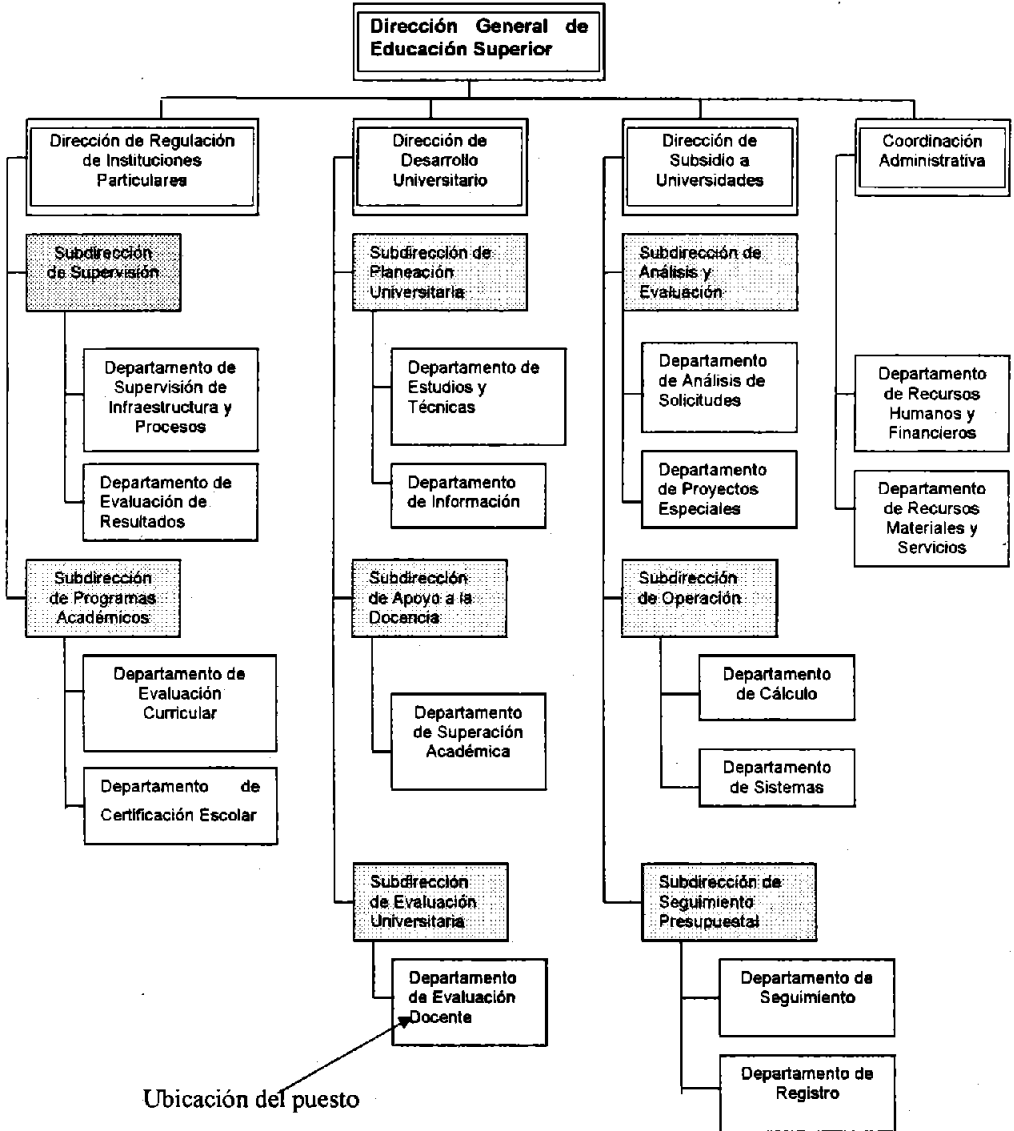 Dirección General de
Educación Superior
Dirección de Regulación
de Instituciones
Particulares
Dirección de
Desarrollo
Universitario
Dirección de
Subsidio a
Universidades
Coordinación
Administrativa
Subdirección
de Supervisión
Subdirección de
Planeación
Universitaria
Subdirección de
Análisis y
Evaluación
Departamento de
Supervisión de
Infraestructura y
Procesos
Departamento de
Estudios y
Técnicas
Departamento
de Análisis de
Solicitudes
Departamento
de Recursos
Humanos y
Financieros
Departamento de
Evaluación de
Resultados
Departamento
de Información
Departamento
de Proyectos
Especiales
Departamento
de Recursos
Materiales y
Servicios
Subdirección
de Programas
Académicos
Subdirección
de Apoyo a la
Docencia
Subdirección
de Operación
Departamento de
Evaluación
Curricular
Departamento
de Superación
Académica
Departamento
de Cálculo
Departamento de
Certificación Escolar
Departamento
de Sistemas
Subdirección
de Evaluación
Universitaria
Subdirección de
Seguimiento
Presupuestal
Departamento
de Evaluación
Docente
Departamento de
Seguimiento
Departamento de
Registro
Ubicación del puesto